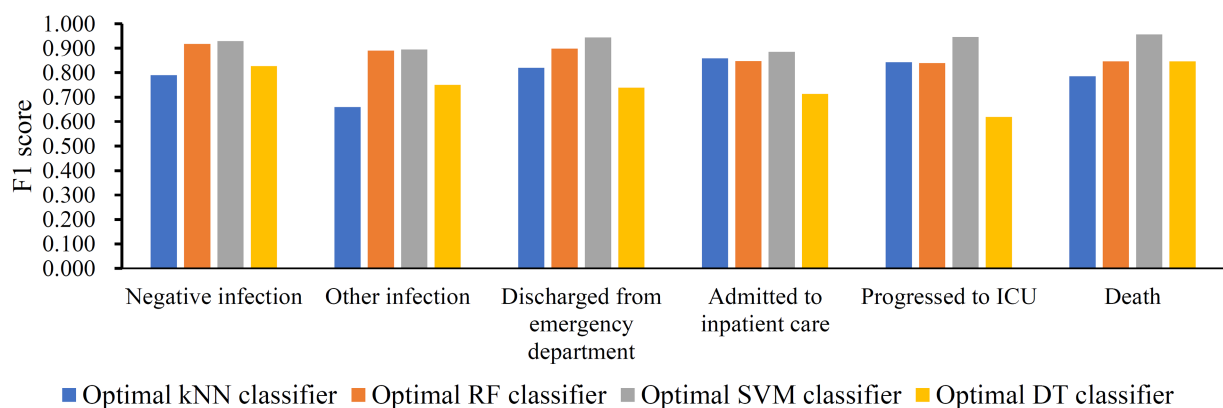 F1 score
1.000
0.900
0.800
0.700
0.600
0.500
0.400
0.300
0.200
0.100
0.000
Negative infection
Other infection
Discharged from
emergency
department
Admitted to
inpatient care
Progressed to ICU
Death
Optimal kNN classifier Optimal RF classifier Optimal SVM classifier Optimal DT classifier